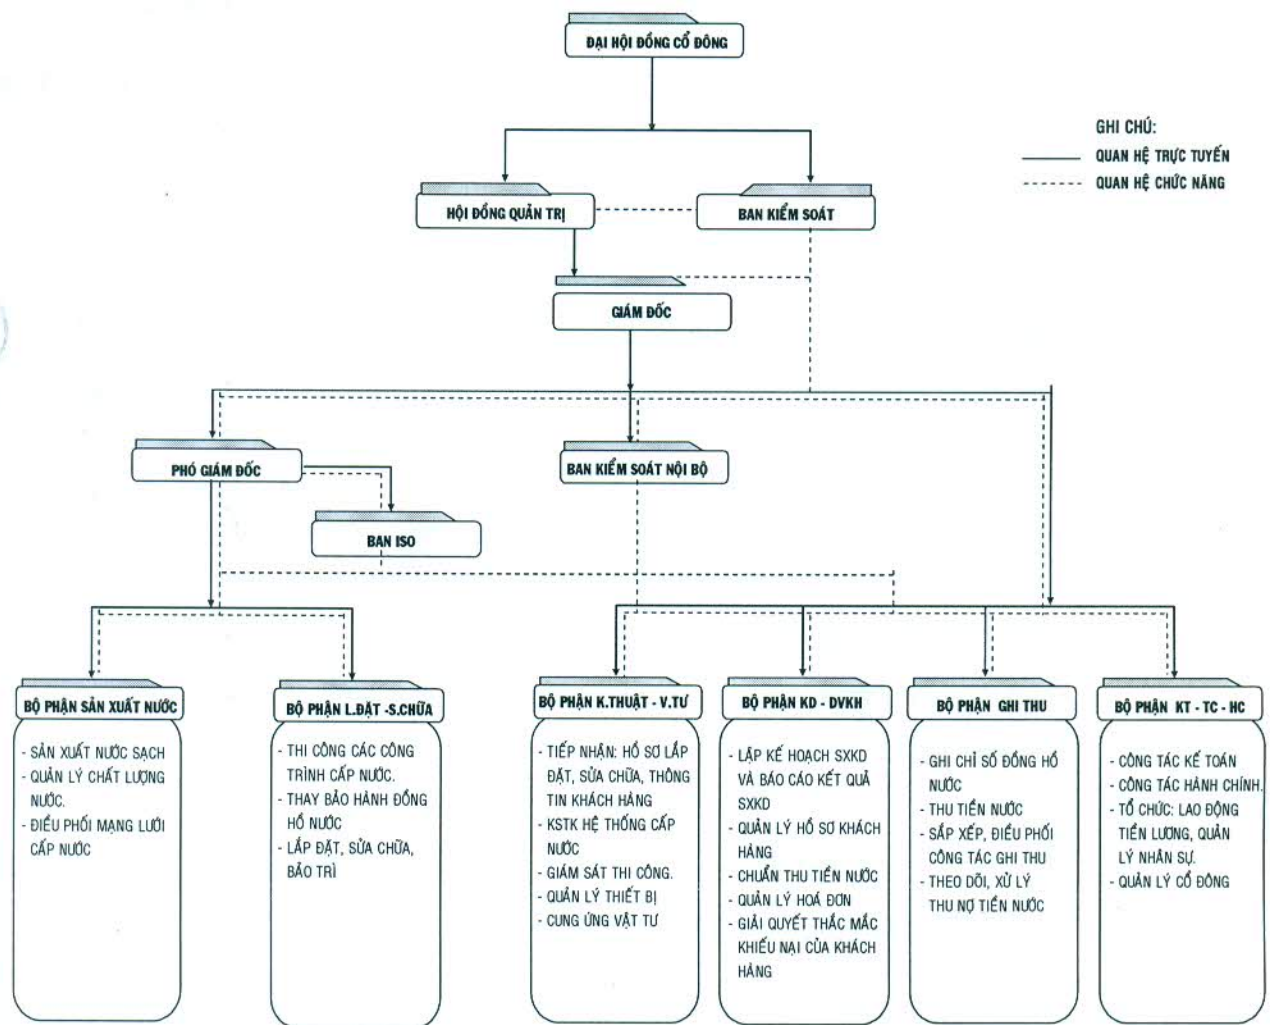 ĐẠI HỘI ĐỒNG CỔ ĐÔNG
GHI CHÚ:
QUAN HỆ TRỰC TUYẾN
QUAN HỆ CHỨC NĂNG
HỘI ĐỒNG QUẢN TRỊ
BAN KIỂM SOÁT
GIÁM ĐỐC
PHÓ GIÁM ĐỐC
BAN KIỂM SOÁT NỘI BỘ
BAN ISO
BỘ PHẬN SẢN XUẤT NƯỚC
- SẢN XUẤT NƯỚC SẠCH
- QUẢN LÝ CHẤT LƯỢNG
NƯỚC.
- ĐIỀU PHỐI MẠNG LƯỚI
CẤP NƯỚC
BỘ PHẬN L.ĐẶT -S.CHỮA
- THI CÔNG CÁC CÔNG
TRÌNH CẤP NƯỚC.
- THAY BẢO HÀNH ĐỒNG
HỒ NƯỚC
- LẮP ĐẶT, SỬA CHỮA,
BẢO TRÌ
BỘ PHẬN K.THUẬT - V.TƯ
- TIẾP NHẬN: HỒ SƠ LẮP
ĐẶT, SỬA CHỮA, THÔNG
TIN KHÁCH HÀNG
- KSTK HỆ THỐNG CẤP
NƯỚC
- GIÁM SÁT THI CÔNG.
- QUẢN LÝ THIẾT BỊ
- CUNG ỨNG VẬT TƯ
BỘ PHẬN KD - DVKH
- LẬP KẾ HOẠCH SXKD
VÀ BÁO CÁO KẾT QUẢ
SXKD
- QUẢN LÝ HỒ SƠ KHÁCH
HÀNG
- CHUẨN THU TIỀN NƯỚC
- QUẢN LÝ HOÁ ĐƠN
- GIẢI QUYẾT THẮC MẮC
KHIẾU NẠI CỦA KHÁCH
HÀNG
BỘ PHẬN GHI THU
- GHI CHỈ SỐ ĐỒNG HỒ
NƯỚC
- THU TIỀN NƯỚC
- SẮP XẾP, ĐIỀU PHỐI
CÔNG TÁC GHI THU
- THEO DÕI, XỬ LÝ
THU NỢ TIỀN NƯỚC
BỘ PHẬN KT - TC - HC
- CÔNG TÁC KẾ TOÁN
- CÔNG TÁC HÀNH CHÍNH.
- TỔ CHỨC: LAO ĐỘNG
TIỀN LƯƠNG, QUẢN
LÝ NHÂN SỰ.
- QUẢN LÝ CỔ ĐÔNG